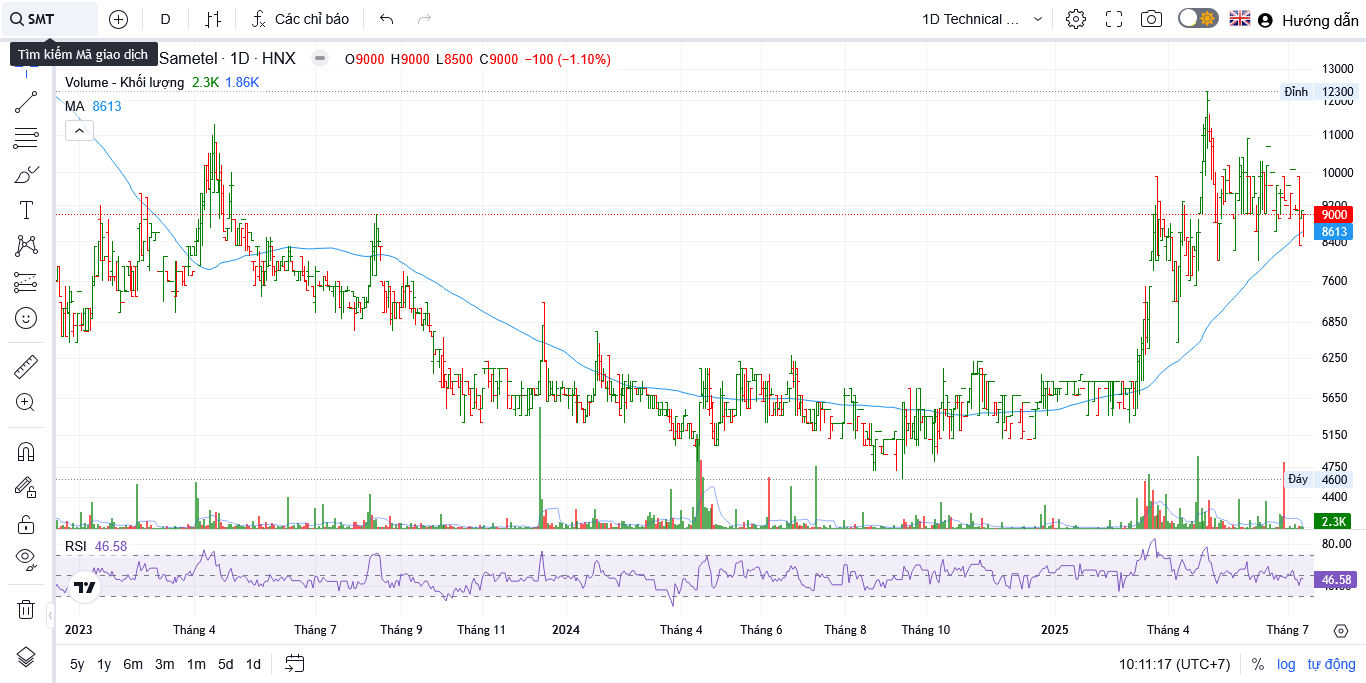 SMT
D
Các chỉ báo
1D Technical ...
Hướng dẫn
Tìm kiếm Mã giao dịch
Sametel · 1D · HNX
O9000 H9000 L8500 C9000 −100 (−1.10%)
Volume - Khối lượng 2.3K 1.86K
MA 8613
13000
Đỉnh 12300
12000
11000
10000
9200
9000
8613
8400
7600
6850
6250
5650
5150
4750
Đáy 4600
4400
2.3K
RSI 46.58
80.00
46.58
2023 Tháng 4 Tháng 7 Tháng 9 Tháng 11 2024 Tháng 4 Tháng 6 Tháng 8 Tháng 10 2025 Tháng 4 Tháng 7
5y 1y 6m 3m 1m 5d 1d
10:11:17 (UTC+7) % log tự động